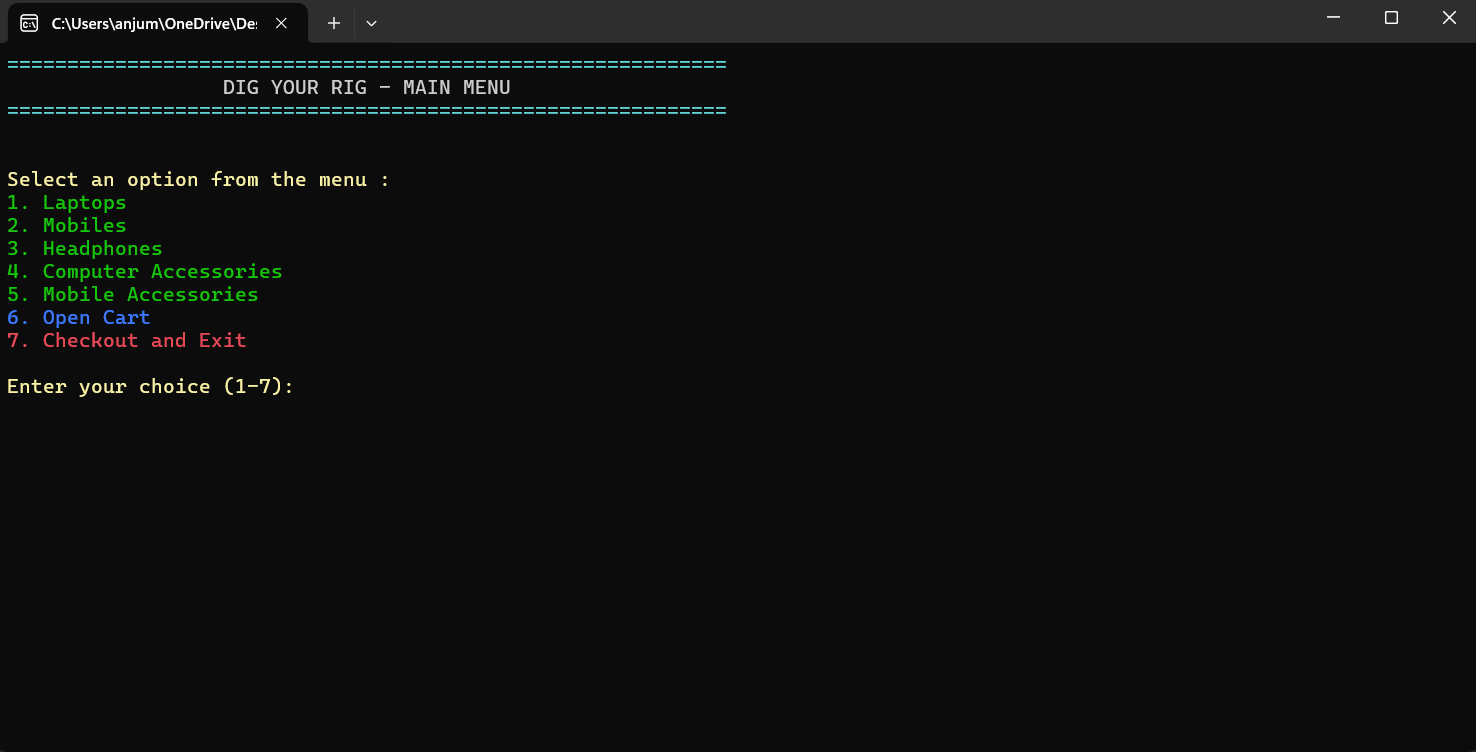 C:\Users\anjum\OneDrive\De
============================================================
DIG YOUR RIG - MAIN MENU
============================================================
Select an option from the menu :
1. Laptops
2. Mobiles
3. Headphones
4. Computer Accessories
5. Mobile Accessories
6. Open Cart
7. Checkout and Exit
Enter your choice (1-7):